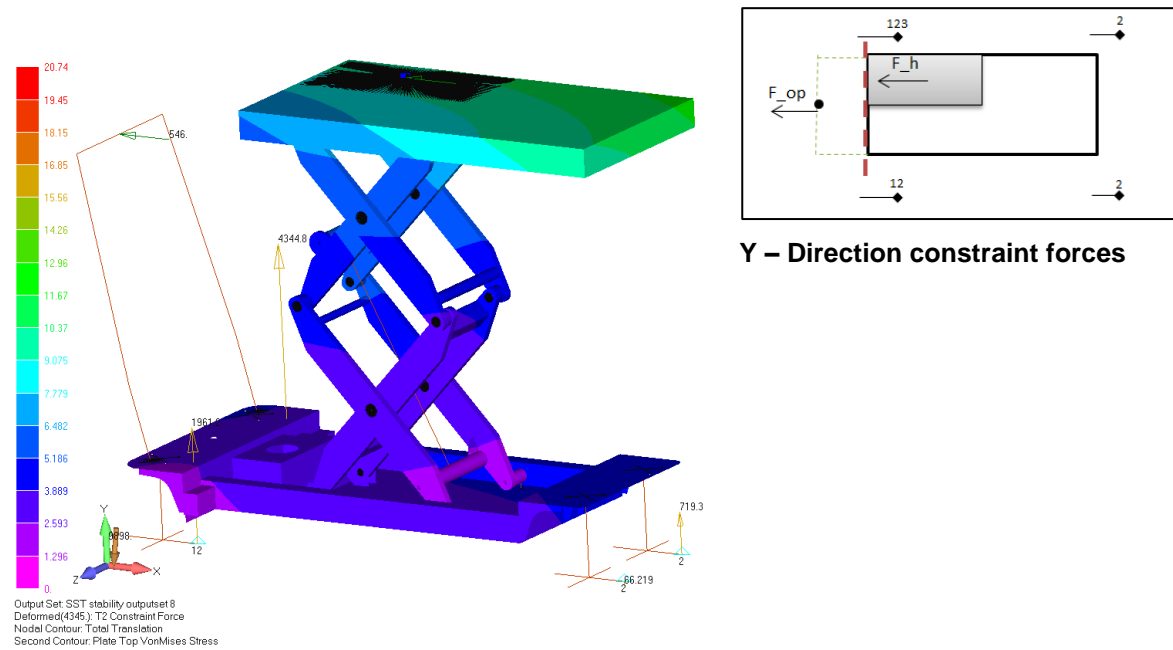 20.74
19.45
18.15
16.85
15.56
14.26
12.96
11.67
10.37
9.075
7.779
6.482
5.186
3.889
2.593
1.296
0.
546.
4344.8
719.3
12
2
66.219
2
Y
X
Z
Output Set: SST stability outputset 8
Deformed(4345.): T2 Constraint Force
Nodal Contour: Total Translation
Second Contour: Plate Top VonMises Stress
123
2
F_h
F_op
12
2
Y – Direction constraint forces